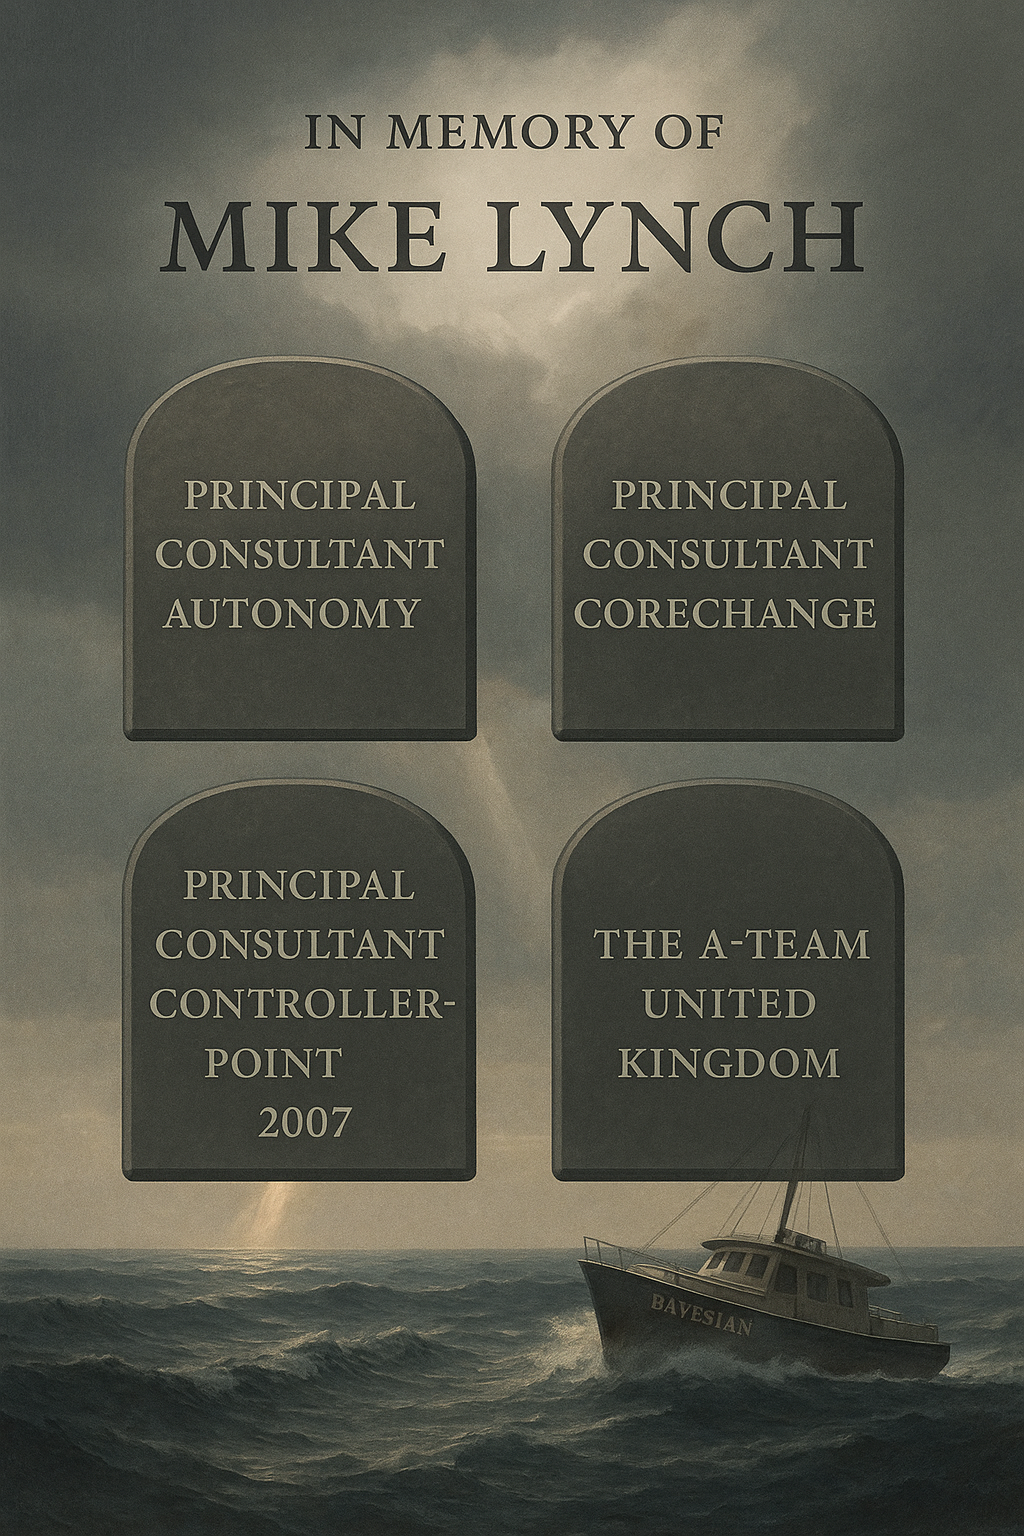 IN MEMORY OF
MIKE LYNCH
PRINCIPAL
CONSULTANT
AUTONOMY
PRINCIPAL
CONSULTANT
CORECHANGE
PRINCIPAL
CONSULTANT
CONTROLLER-
POINT
2007
THE A-TEAM
UNITED
KINGDOM
BAVESIAN